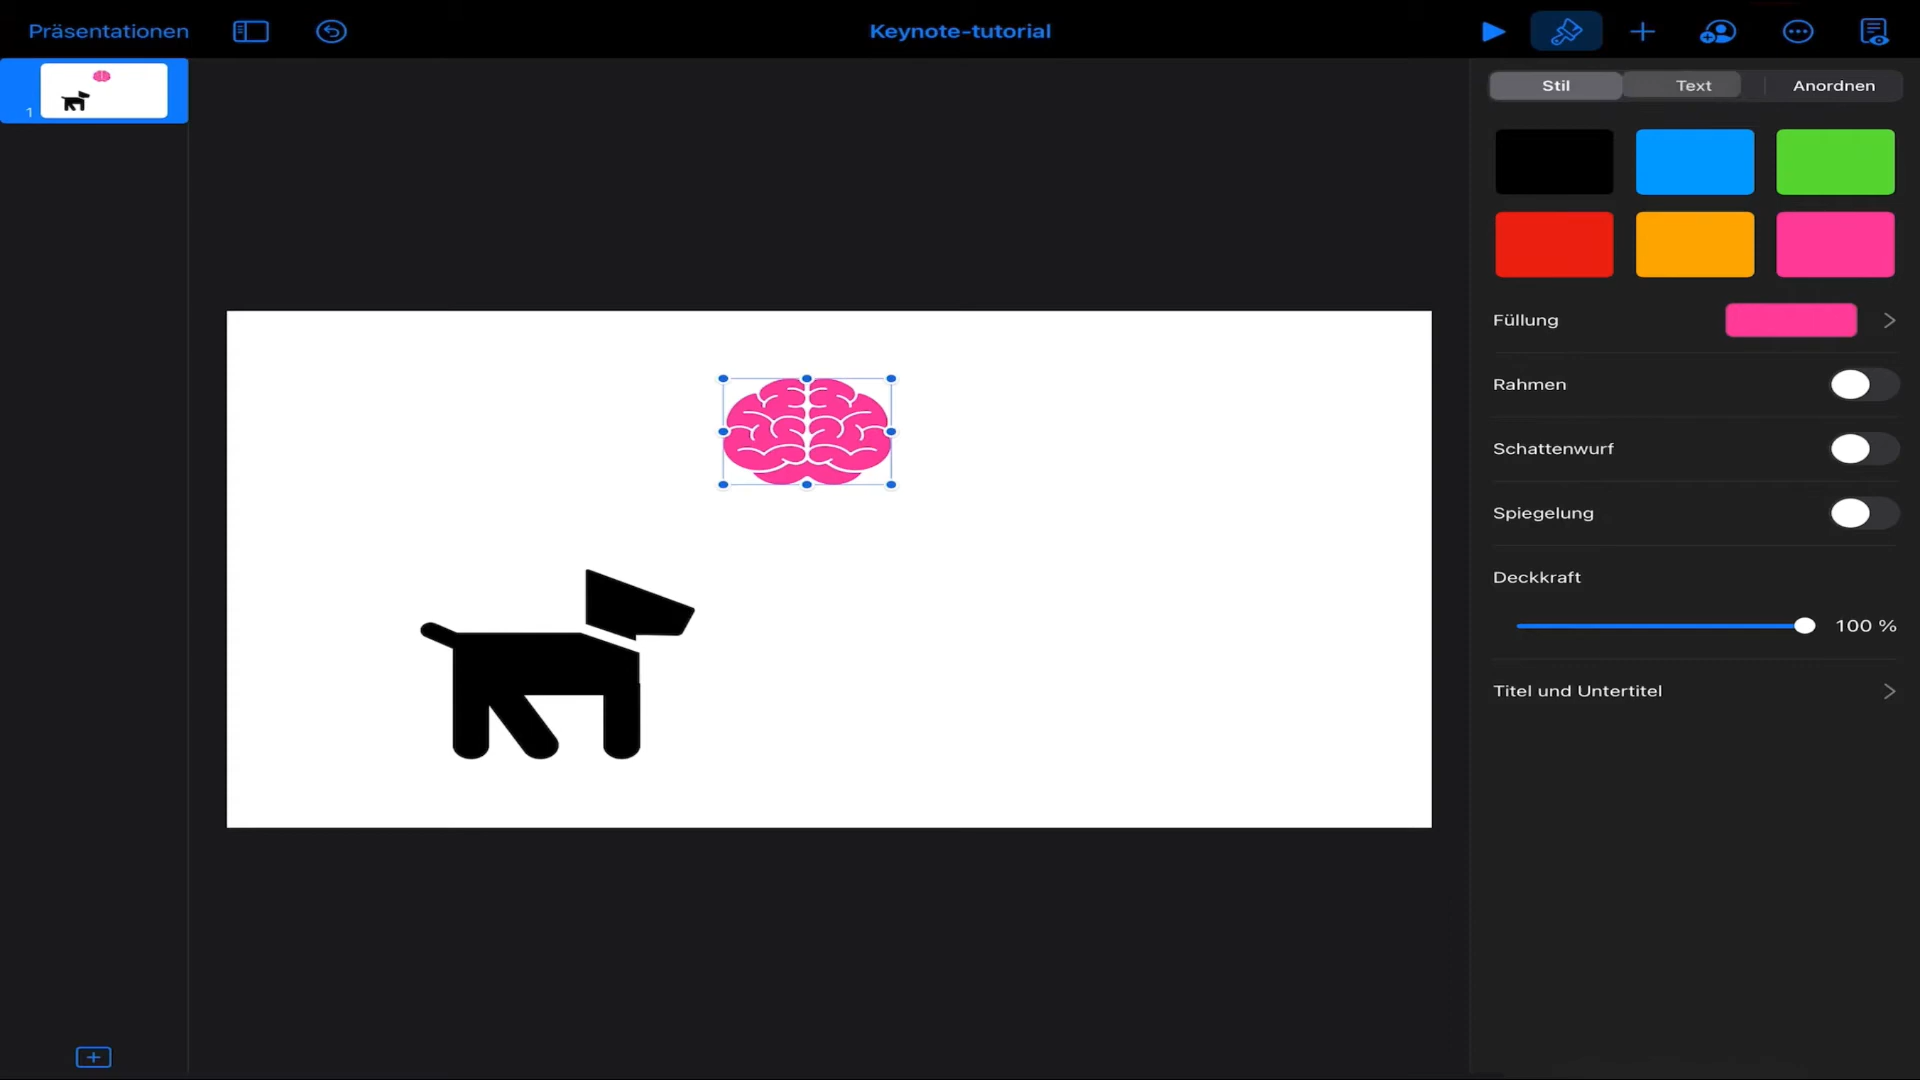 Präsentationen
Keynote-tutorial
1
Stil
Text
Anordnen
Füllung
Rahmen
Schattenwurf
Spiegelung
Deckkraft
100 %
Titel und Untertitel